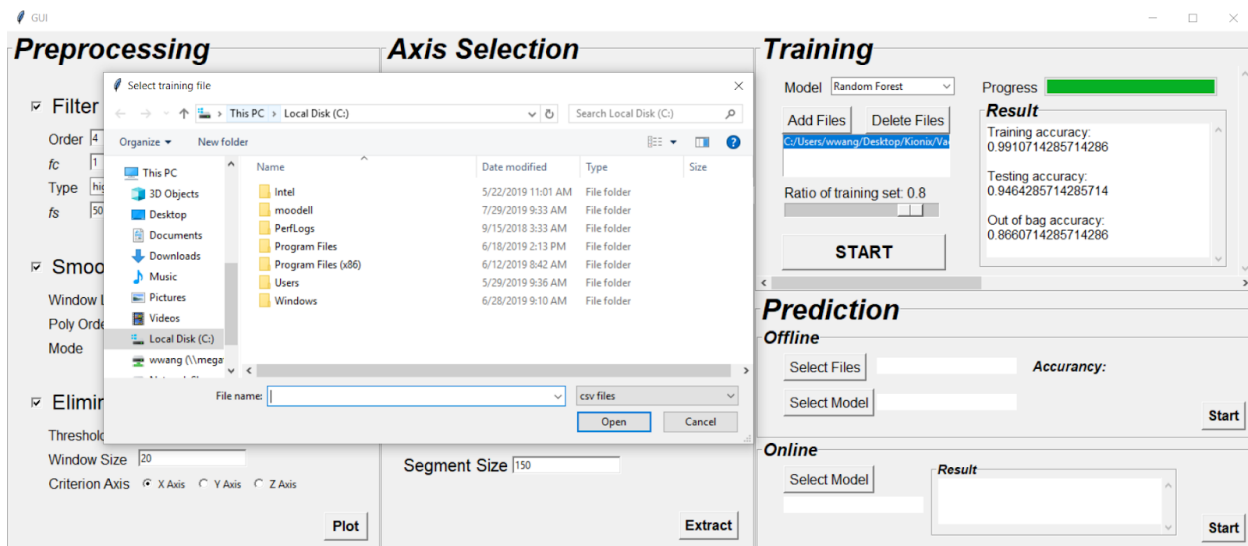 GUI
Preprocessing
Axis Selection
Training
Select training file
This PC > Local Disk (C:)
Search Local Disk (C:)
Organize
New folder
This PC
3D Objects
Desktop
Documents
Downloads
Music
Pictures
Videos
Local Disk (C:)
wwang
Name Date modified Type Size
Intel 5/22/2019 11:01 AM File folder
moodell 7/29/2019 9:33 AM File folder
PerfLogs 9/15/2018 3:33 AM File folder
Program Files 6/18/2019 2:13 PM File folder
Program Files (x86) 6/12/2019 8:42 AM File folder
Users 5/29/2019 9:36 AM File folder
Windows 6/28/2019 9:10 AM File folder
File name:
csv files
Open Cancel
Filter
Order 4
fc 1
Type
fs 50
Smoo
Window L
Poly Orde
Mode
Elimin
Threshold
Window Size 20
Criterion Axis X Axis Y Axis Z Axis
Plot
Segment Size 150
Extract
Model Random Forest
Add Files Delete Files
C:/Users/wwang/Desktop/Kionix/Va
Ratio of training set: 0.8
START
Progress
Result
Training accuracy:
0.9910714285714286
Testing accuracy:
0.9464285714285714
Out of bag accuracy:
0.8660714285714286
Prediction
Offline
Select Files
Accurancy:
Select Model
Start
Online
Select Model
Result
Start